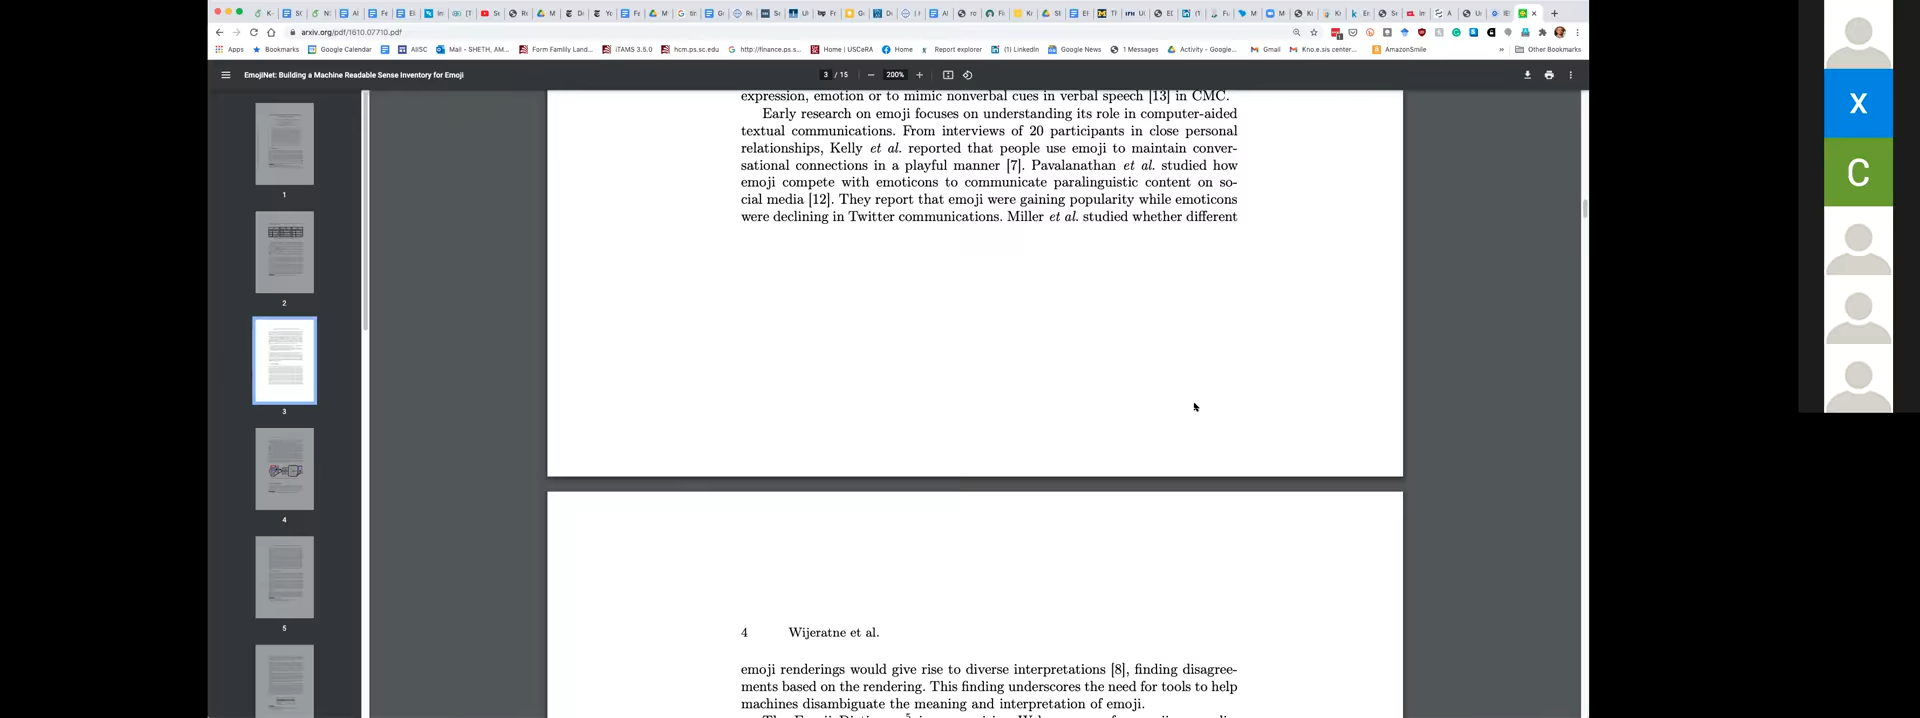 arxiv.org/pdf/1610.07710.pdf
Apps Bookmarks Google Calendar AIISC Mail - SHETH, AM... Form Familly Land... iTAMS 3.5.0 hcm.ps.sc.edu http://finance.ps.s... Home | USCeRA Home Report explorer (1) LinkedIn Google News 1 Messages Activity - Google... Gmail Kno.e.sis center... AmazonSmile » Other Bookmarks
EmojiNet: Building a Machine Readable Sense Inventory for Emoji 3 / 15 — 200% +
X
C
1
2
3
4
5
expression, emotion or to mimic nonverbal cues in verbal speech [13] in CMC.
Early research on emoji focuses on understanding its role in computer-aided
textual communications. From interviews of 20 participants in close personal
relationships, Kelly et al. reported that people use emoji to maintain conver-
sational connections in a playful manner [7]. Pavalanathan et al. studied how
emoji compete with emoticons to communicate paralinguistic content on so-
cial media [12]. They report that emoji were gaining popularity while emoticons
were declining in Twitter communications. Miller et al. studied whether different
4 Wijeratne et al.
emoji renderings would give rise to diverse interpretations [8], finding disagree-
ments based on the rendering. This finding underscores the need for tools to help
machines disambiguate the meaning and interpretation of emoji.